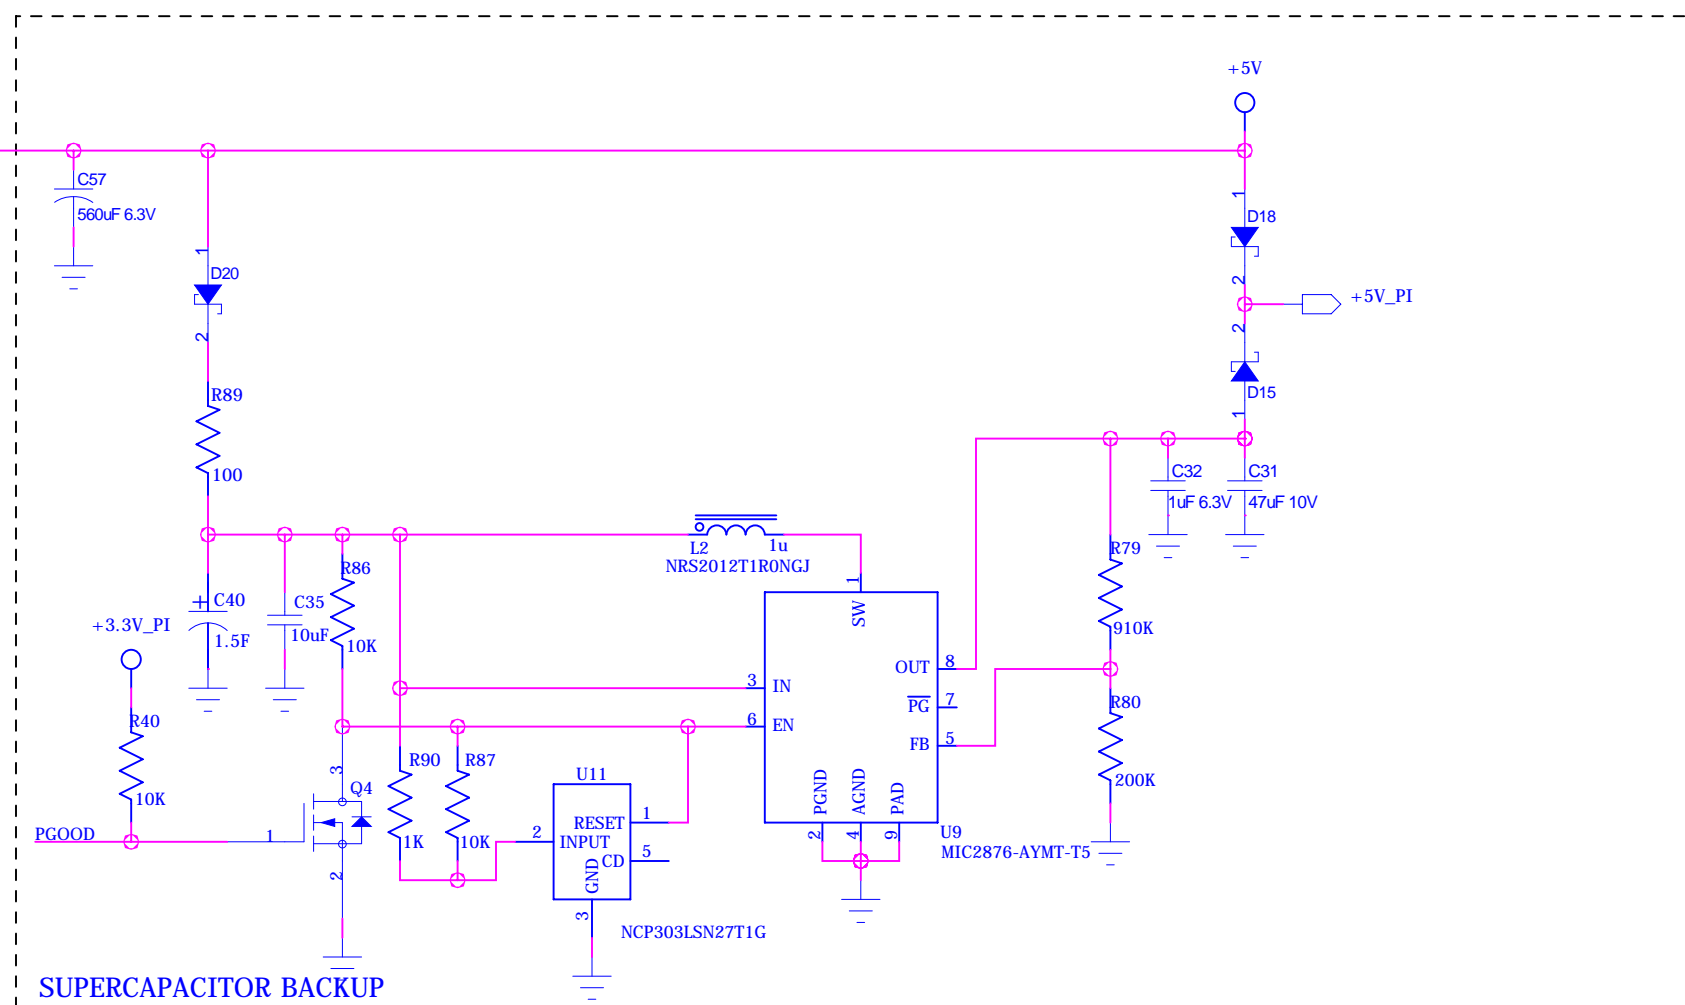 +5V
C57
560uF 6.3V
1
D18
2
+5V_PI
2
D15
1
1
D20
2
R89
100
C32
1uF 6.3V
C31
47uF 10V
L2
1u
NRS2012T1R0NGJ
R79
910K
R86
10K
C40
1.5F
C35
10uF
+3.3V_PI
1
SW
OUT
8
3
IN
PG
7
6
EN
FB
5
R80
200K
R40
10K
3
Q4
R90
1K
R87
10K
U11
RESET
1
2
INPUT
CD
5
GND
3
PGND
AGND
PAD
2
4
9
U9
MIC2876-AYMT-T5
PGOOD
1
2
NCP303LSN27T1G
SUPERCAPACITOR BACKUP